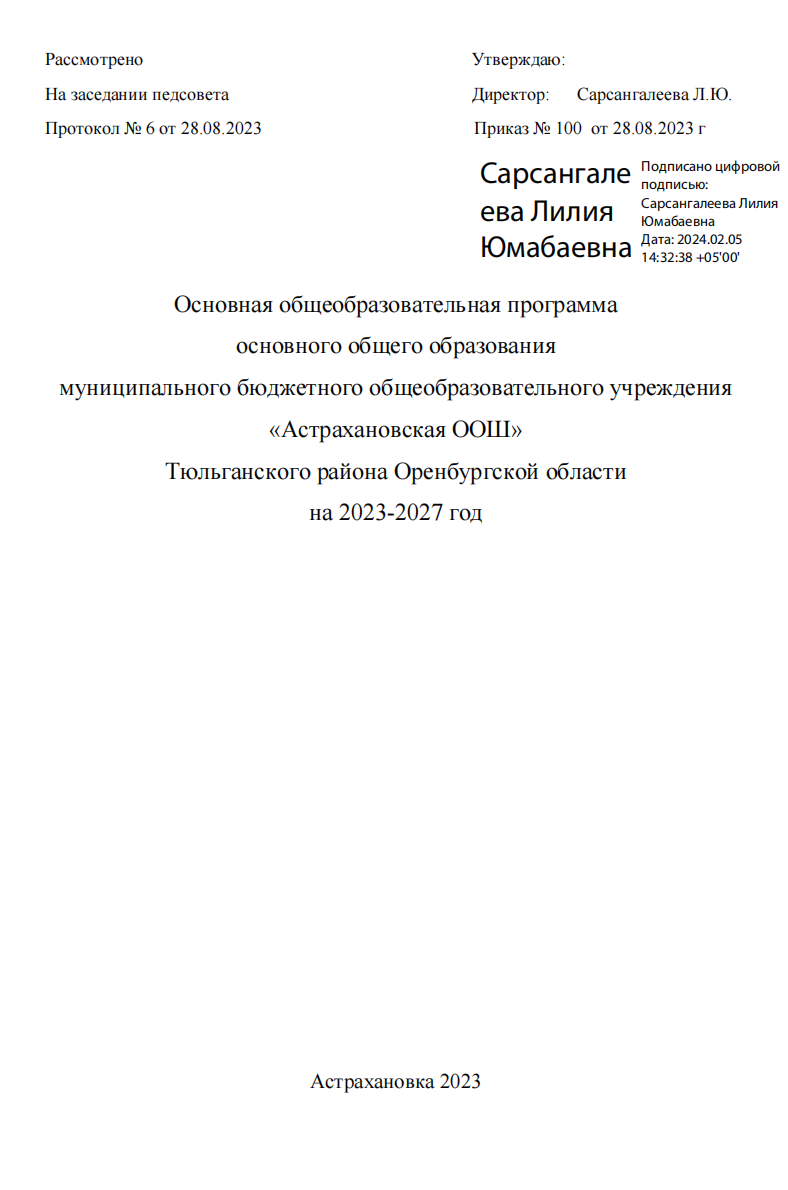 Рассмотрено
Утверждаю:
На заседании педсовета
Директор: Сарсангалеева Л.Ю.
Протокол № 6 от 28.08.2023
Приказ № 100 от 28.08.2023 г
Сарсангале
ева Лилия
Юмабаевна
Подписано цифровой
подписью:
Сарсангалеева Лилия
Юмабаевна
Дата: 2024.02.05
14:32:38 +05'00'
Основная общеобразовательная программа
основного общего образования
муниципального бюджетного общеобразовательного учреждения
«Астрахановская ООШ»
Тюльганского района Оренбургской области
на 2023-2027 год
Астрахановка 2023